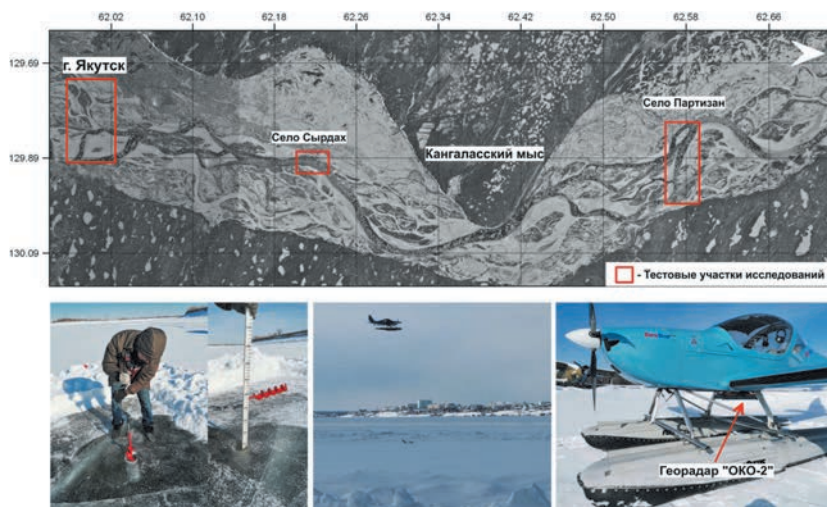 62.02 62.10 62.18 62.26 62.34 62.42 62.50 62.58 62.66
129.69
г. Якутск
Село Партизан
Село Сырдах
129.89
Кангаласский мыс
130.09
- Тестовые участки исследований
Георадар "ОКО-2"